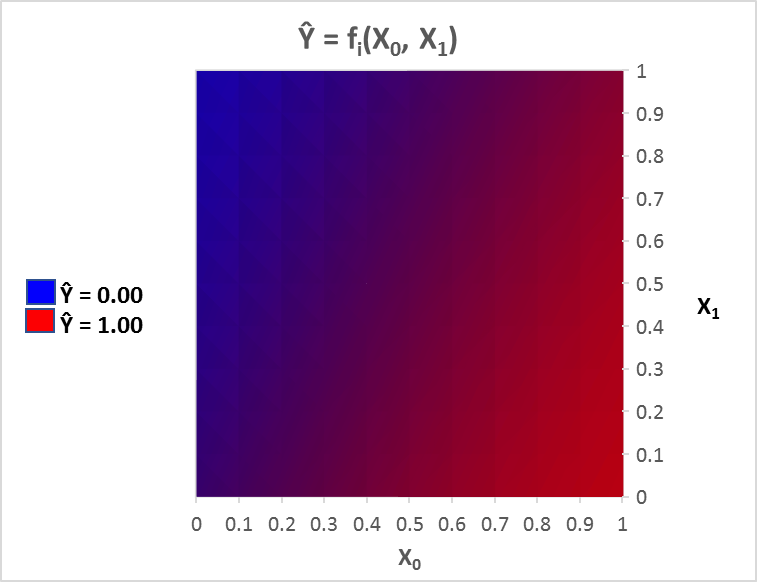 Ŷ = fi(X0, X1)
1
0.9
0.8
0.7
0.6
0.5
0.4
0.3
0.2
0.1
0
Ŷ = 0.00
Ŷ = 1.00
X1
0 0.1 0.2 0.3 0.4 0.5 0.6 0.7 0.8 0.9 1
X0